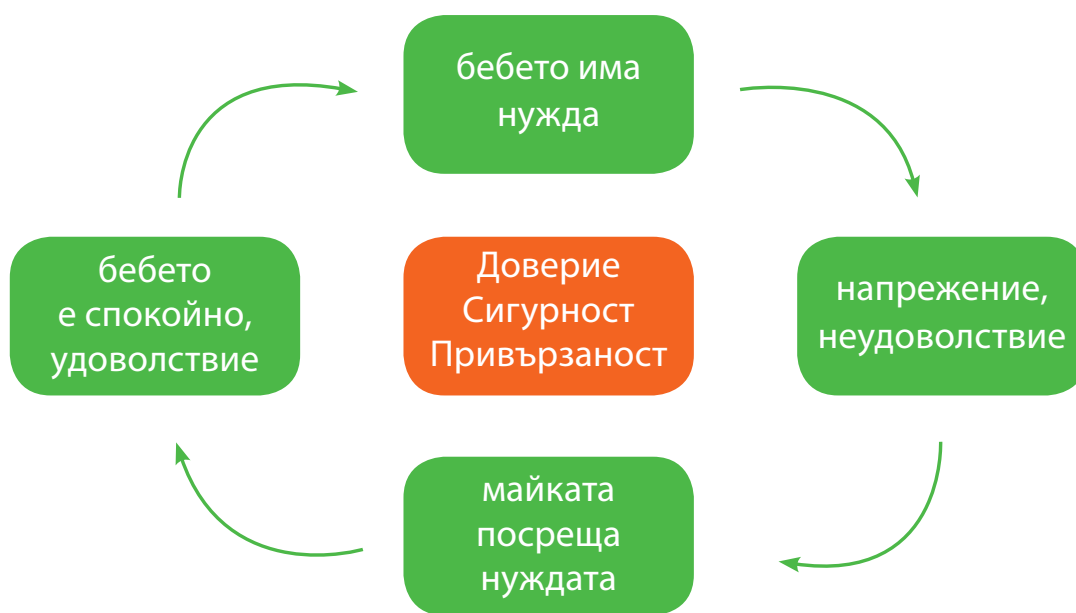 бебето има
нужда
бебето
е спокойно,
удоволствие
Доверие
Сигурност
Привързаност
напрежение,
неудоволствие
майката
посреща
нуждата